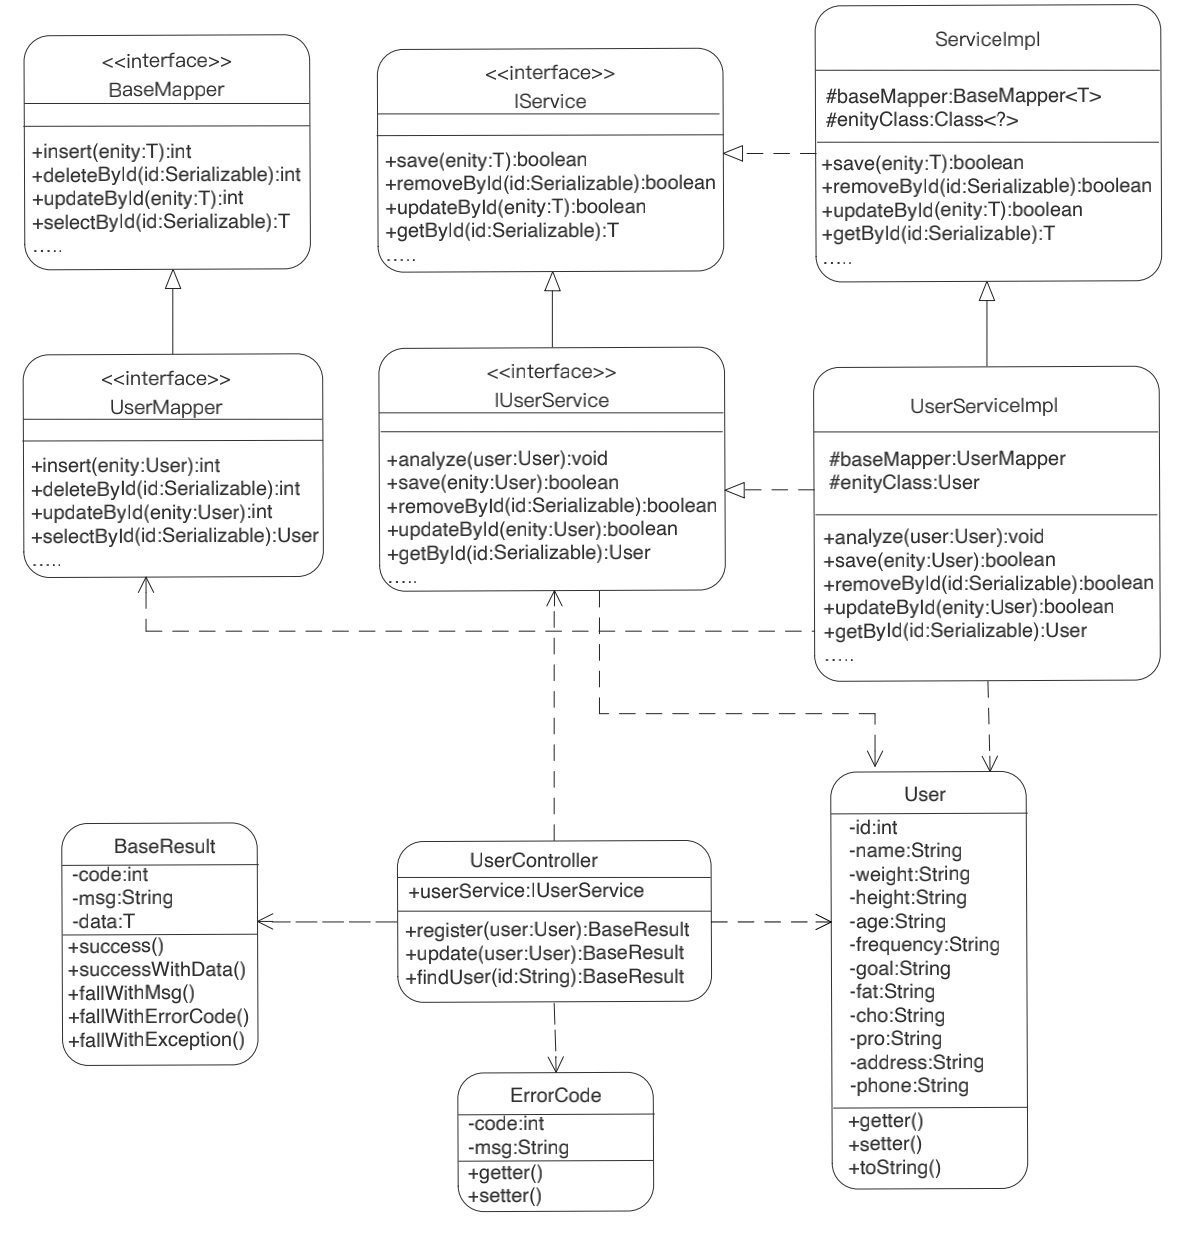 <<interface>>
BaseMapper
+insert(enity:T):int
+deleteById(id:Serializable):int
+updateById(enity:T):int
+selectById(id:Serializable):T
.....
<<interface>>
IService
+save(enity:T):boolean
+removeById(id:Serializable):boolean
+updateById(enity:T):boolean
+getById(id:Serializable):T
.....
ServiceImpl
#baseMapper:BaseMapper<T>
#enityClass:Class<?>
+save(enity:T):boolean
+removeById(id:Serializable):boolean
+updateById(enity:T):boolean
+getById(id:Serializable):T
.....
<<interface>>
UserMapper
+insert(enity:User):int
+deleteById(id:Serializable):int
+updateById(enity:User):int
+selectById(id:Serializable):User
.....
<<interface>>
IUserService
+analyze(user:User):void
+save(enity:User):boolean
+removeById(id:Serializable):boolean
+updateById(enity:User):boolean
+getById(id:Serializable):User
.....
UserServiceImpl
#baseMapper:UserMapper
#enityClass:User
+analyze(user:User):void
+save(enity:User):boolean
+removeById(id:Serializable):boolean
+updateById(enity:User):boolean
+getById(id:Serializable):User
.....
BaseResult
-code:int
-msg:String
-data:T
+success()
+successWithData()
+fallWithMsg()
+fallWithErrorCode()
+fallWithException()
UserController
+userService:IUserService
+register(user:User):BaseResult
+update(user:User):BaseResult
+findUser(id:String):BaseResult
User
-id:int
-name:String
-weight:String
-height:String
-age:String
-frequency:String
-goal:String
-fat:String
-cho:String
-pro:String
-address:String
-phone:String
+getter()
+setter()
+toString()
ErrorCode
-code:int
-msg:String
+getter()
+setter()